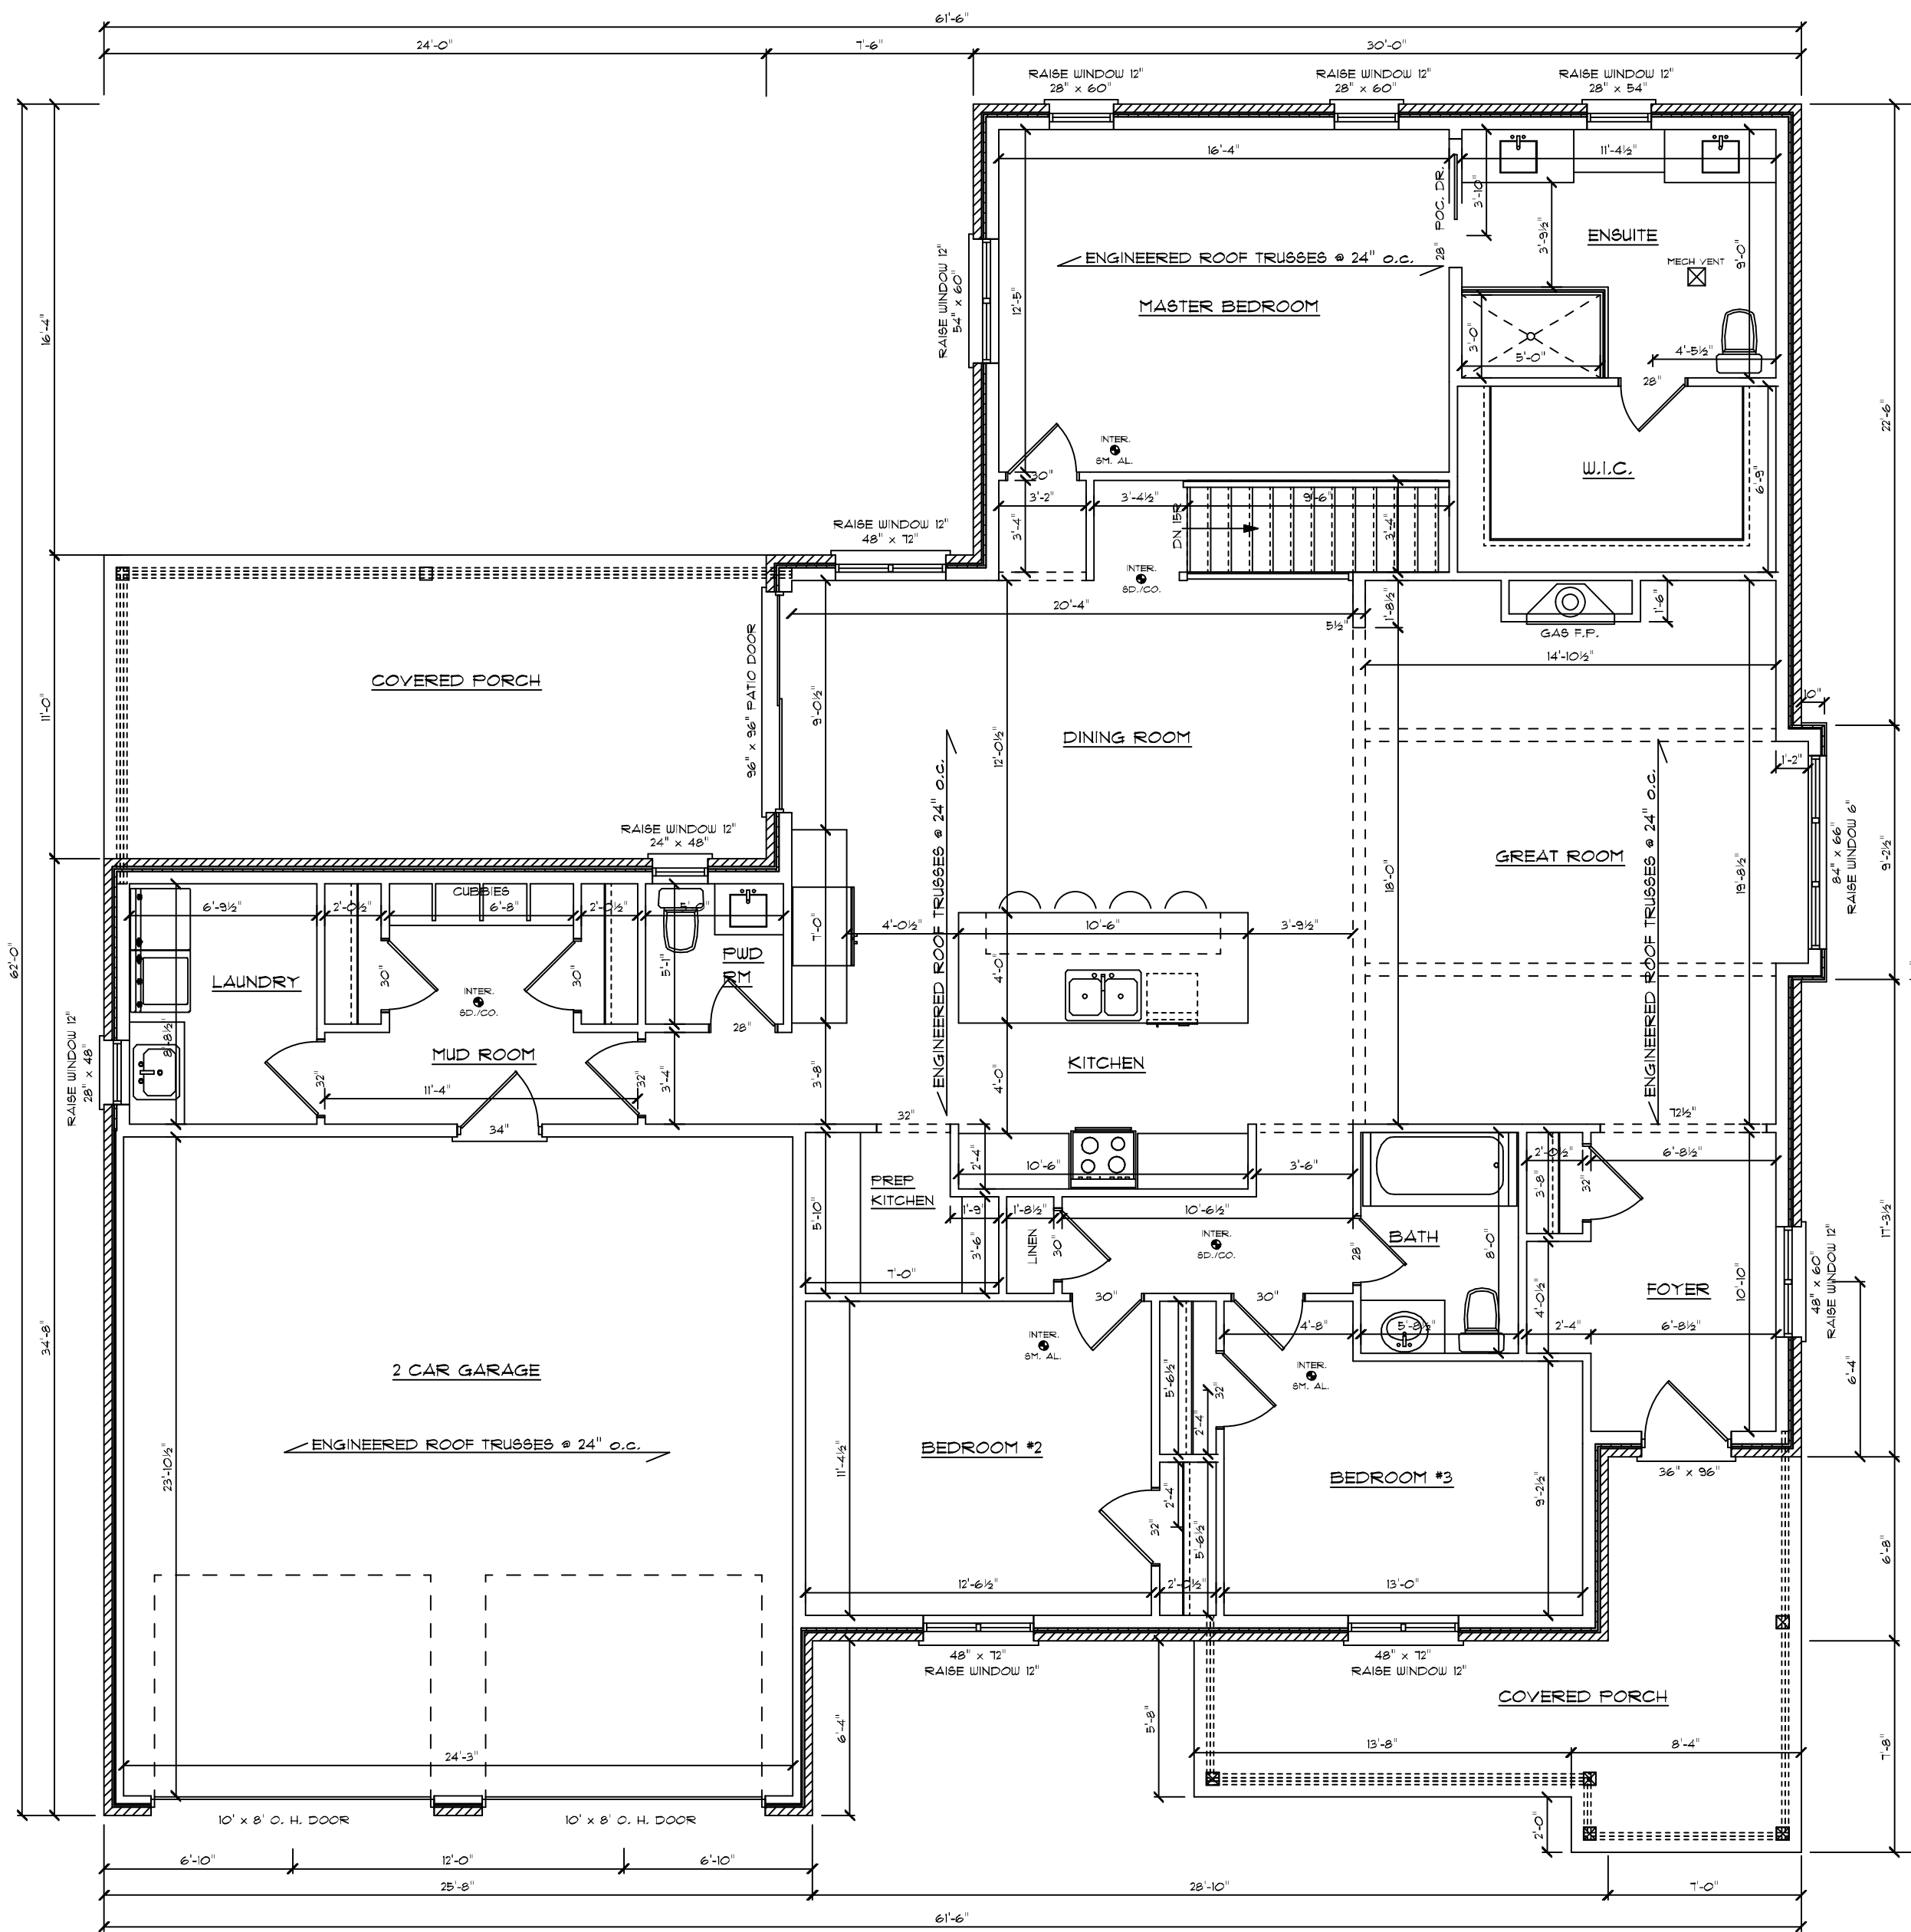 61'-6"
24'-0"
7'-6"
30'-0"
RAISE WINDOW 12"
28" x 60"
RAISE WINDOW 12"
28" x 60"
RAISE WINDOW 12"
28" x 54"
16'-4"
11'-4½"
28" POC. DR.
3'-10"
3'-9½"
ENSUITE
9'-0"
MECH VENT
ENGINEERED ROOF TRUSSES @ 24" o.c.
MASTER BEDROOM
12'-5"
RAISE WINDOW 12"
54" x 60"
16'-4"
3'-0"
5'-0"
4'-5½"
28"
22'-6"
INTER.
SM. AL.
30"
W.I.C.
6'-9"
3'-2"
3'-4½"
9'-6"
3'-4"
DN 15R
3'-4"
RAISE WINDOW 12"
48" x 72"
INTER.
SD./CO.
20'-4"
5½"
1'-8½"
1'-6"
GAS F.P.
14'-10½"
COVERED PORCH
96" x 96" PATIO DOOR
11'-0"
9'-0½"
12'-0½"
DINING ROOM
10"
1'-2"
84" x 66"
RAISE WINDOW 6"
9'-2½"
ENGINEERED ROOF TRUSSES @ 24" o.c.
GREAT ROOM
ENGINEERED ROOF TRUSSES @ 24" o.c.
18'-0"
19'-8½"
RAISE WINDOW 12"
24" x 48"
CUBBIES
6'-9½"
2'-0½"
6'-8"
2'-0½"
5'-0"
7'-0"
4'-0½"
10'-6"
3'-9½"
4'-0"
LAUNDRY
30"
30"
PWD
RM
5'-1"
INTER.
SD./CO.
28"
62'-0"
RAISE WINDOW 12"
28" x 48"
8'-8½"
MUD ROOM
32"
11'-4"
32"
3'-4"
3'-8"
4'-0"
KITCHEN
34"
32"
72½"
PREP
KITCHEN
2'-4"
10'-6"
3'-6"
2'-0½"
6'-8½"
3'-8"
32"
5'-10"
1'-9"
1'-8½"
10'-6½"
3'-6"
LINEN
30"
INTER.
SD./CO.
28"
BATH
8'-0"
7'-0"
17'-3½"
FOYER
10'-10"
48" x 60"
RAISE WINDOW 12"
30"
30"
4'-8"
5'-8½"
4'-0½"
2'-4"
6'-8½"
6'-4"
34'-8"
INTER.
SM. AL.
INTER.
SM. AL.
2 CAR GARAGE
5'-6½"
32"
2'-4"
ENGINEERED ROOF TRUSSES @ 24" o.c.
23'-10½"
BEDROOM #2
11'-4½"
BEDROOM #3
9'-2½"
36" x 96"
2'-4"
32"
5'-6½"
12'-6½"
2'-0½"
13'-0"
6'-8"
48" x 72"
RAISE WINDOW 12"
48" x 72"
RAISE WINDOW 12"
COVERED PORCH
6'-4"
5'-8"
24'-3"
13'-8"
8'-4"
7'-8"
10' x 8' O. H. DOOR
10' x 8' O. H. DOOR
2'-0"
6'-10"
12'-0"
6'-10"
25'-8"
28'-10"
7'-0"
61'-6"